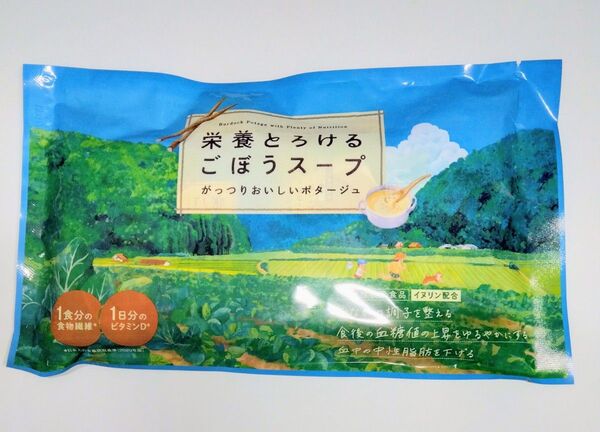 Burdock Potage with Plenty of Nutrition
栄養とろける
ごぼうスープ
がっつりおいしいポタージュ
1食分の
食物繊維*
1日分の
ビタミンD*
食品 イヌリン配合
調子を整える
食後の血糖値の上昇をゆるやかにする
血中の中性脂肪を下げる